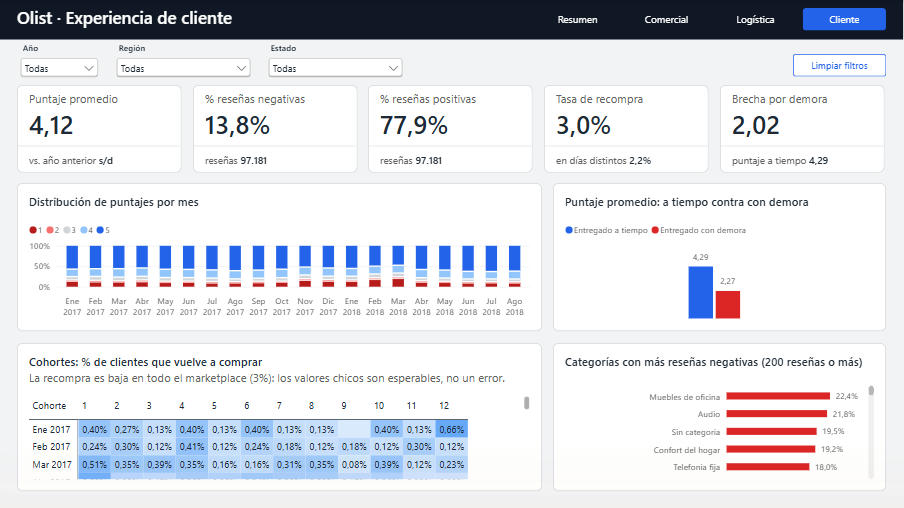 Olist · Experiencia de cliente
Resumen
Comercial
Logística
Cliente
Año
Región
Estado
Todas
Todas
Todas
Limpiar filtros
Puntaje promedio
4,12
vs. año anterior s/d
% reseñas negativas
13,8%
reseñas 97.181
% reseñas positivas
77,9%
reseñas 97.181
Tasa de recompra
3,0%
en días distintos 2,2%
Brecha por demora
2,02
puntaje a tiempo 4,29
Distribución de puntajes por mes
1 2 3 4 5
100%
50%
0%
Ene Feb Mar Abr May Jun Jul Ago Sep Oct Nov Dic Ene Feb Mar Abr May Jun Jul Ago
2017 2017 2017 2017 2017 2017 2017 2017 2017 2017 2017 2017 2018 2018 2018 2018 2018 2018 2018 2018
Puntaje promedio: a tiempo contra con demora
Entregado a tiempo Entregado con demora
4,29
2,27
Cohortes: % de clientes que vuelve a comprar
La recompra es baja en todo el marketplace (3%): los valores chicos son esperables, no un error.
Cohorte 1 2 3 4 5 6 7 8 9 10 11 12
Ene 2017 0,40% 0,27% 0,13% 0,40% 0,13% 0,40% 0,13% 0,13% 0,40% 0,13% 0,66%
Feb 2017 0,24% 0,30% 0,12% 0,41% 0,12% 0,24% 0,18% 0,12% 0,18% 0,12% 0,30% 0,12%
Mar 2017 0,51% 0,35% 0,39% 0,35% 0,16% 0,16% 0,31% 0,35% 0,08% 0,39% 0,12% 0,23%
Categorías con más reseñas negativas (200 reseñas o más)
Muebles de oficina 22,4%
Audio 21,8%
Sin categoría 19,5%
Confort del hogar 19,2%
Telefonía fija 18,0%